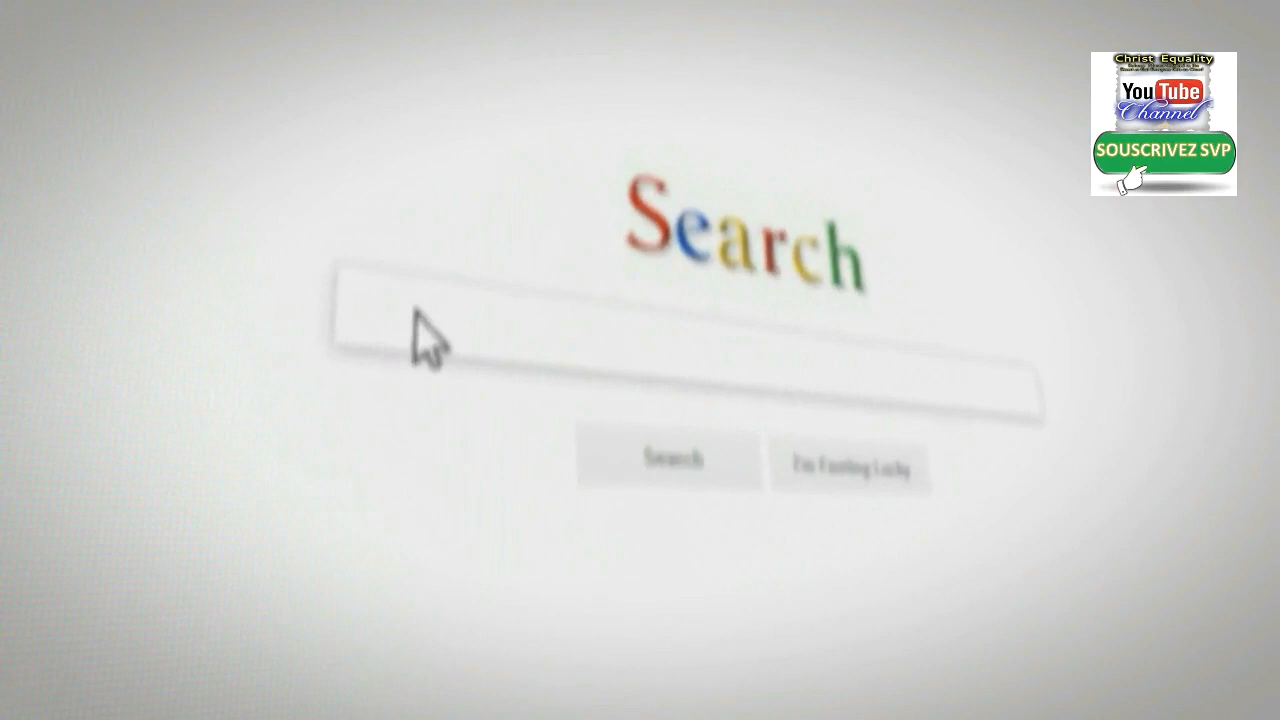 Christ Equality
YouTube
Channel
SOUSCRIVEZ SVP
Search
Search
I'm Feeling Lucky